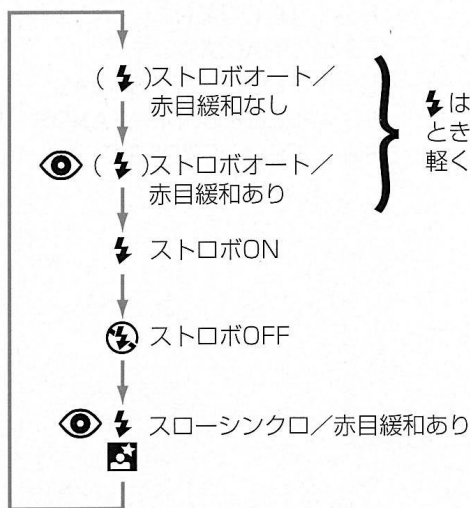 ( )ストロボオート／
赤目緩和なし
( )ストロボオート／
赤目緩和あり
は
とき
軽く
ストロボON
ストロボOFF
スローシンクロ／赤目緩和あり